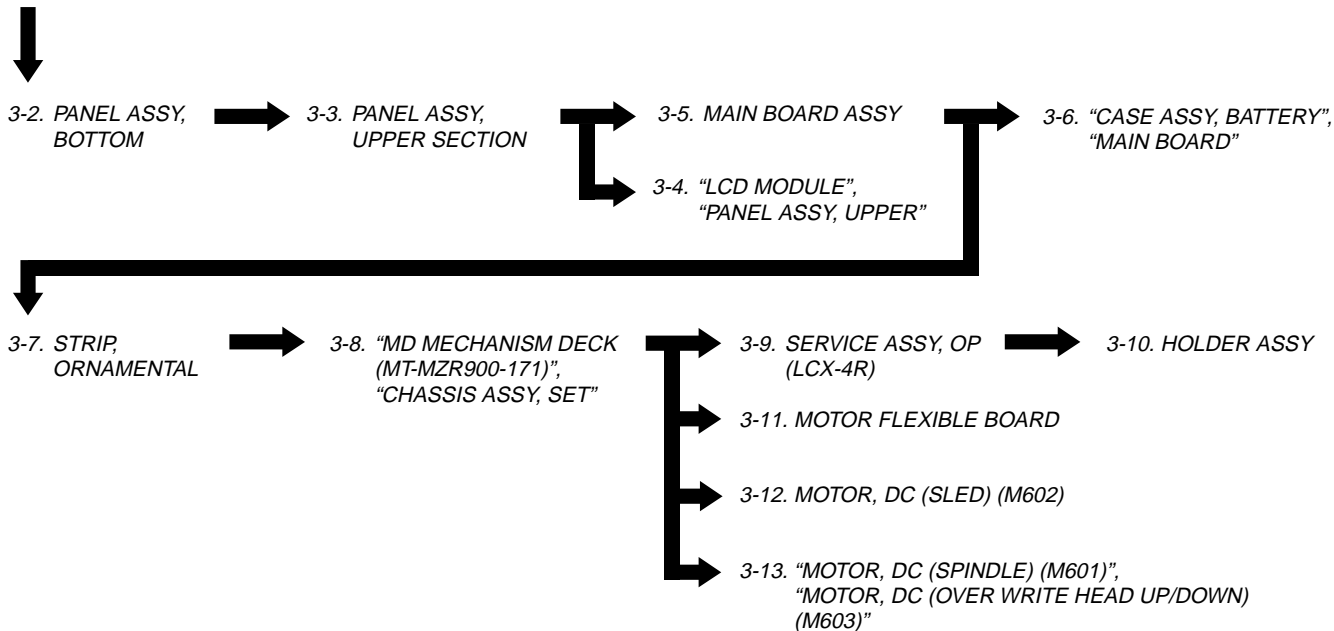 3-2. PANEL ASSY,
BOTTOM
3-3. PANEL ASSY,
UPPER SECTION
3-5. MAIN BOARD ASSY
3-6. “CASE ASSY, BATTERY”,
“MAIN BOARD”
3-4. “LCD MODULE”,
“PANEL ASSY, UPPER”
3-7. STRIP,
ORNAMENTAL
3-8. “MD MECHANISM DECK
(MT-MZR900-171)”,
“CHASSIS ASSY, SET”
3-9. SERVICE ASSY, OP
(LCX-4R)
3-10. HOLDER ASSY
3-11. MOTOR FLEXIBLE BOARD
3-12. MOTOR, DC (SLED) (M602)
3-13. “MOTOR, DC (SPINDLE) (M601)”,
“MOTOR, DC (OVER WRITE HEAD UP/DOWN)
(M603)”